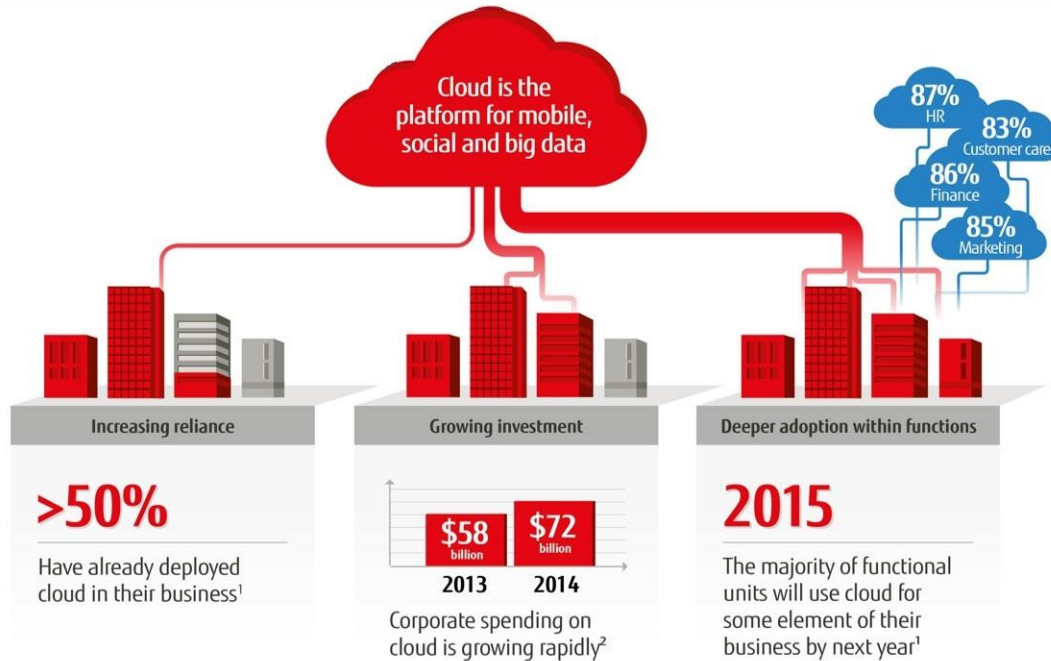 Cloud is the
platform for mobile,
social and big data
87%
HR
83%
Customer care
86%
Finance
85%
Marketing
Increasing reliance
>50%
Have already deployed
cloud in their business¹
Growing investment
$58
billion
$72
billion
2013
2014
Corporate spending on
cloud is growing rapidly²
Deeper adoption within functions
2015
The majority of functional
units will use cloud for
some element of their
business by next year¹